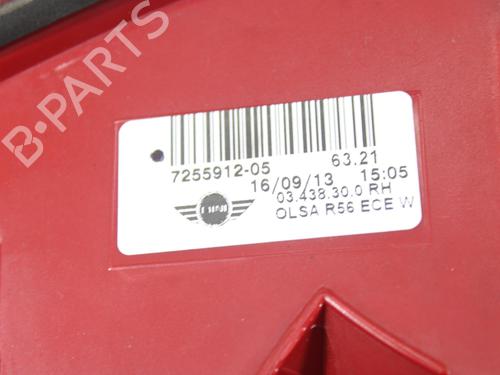 B-PARTS
7255912-05 63.21
16/09/13 15:05
03.438.30.0 RH
OLSA R56 ECE W